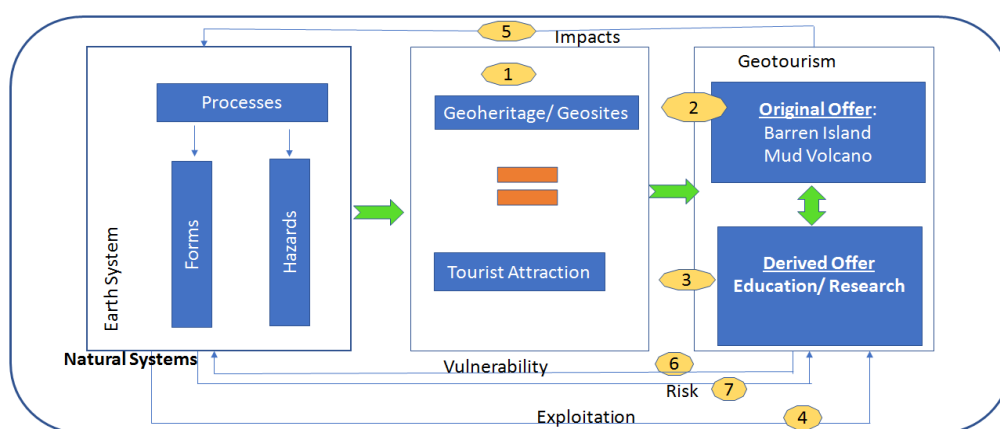 5
Impacts
Processes
Forms
Hazards
Earth System
Natural Systems
1
Geoheritage/ Geosites
Tourist Attraction
Geotourism
2
Original Offer:
Barren Island
Mud Volcano
3
Derived Offer
Education/ Research
Vulnerability
6
Risk
7
Exploitation
4